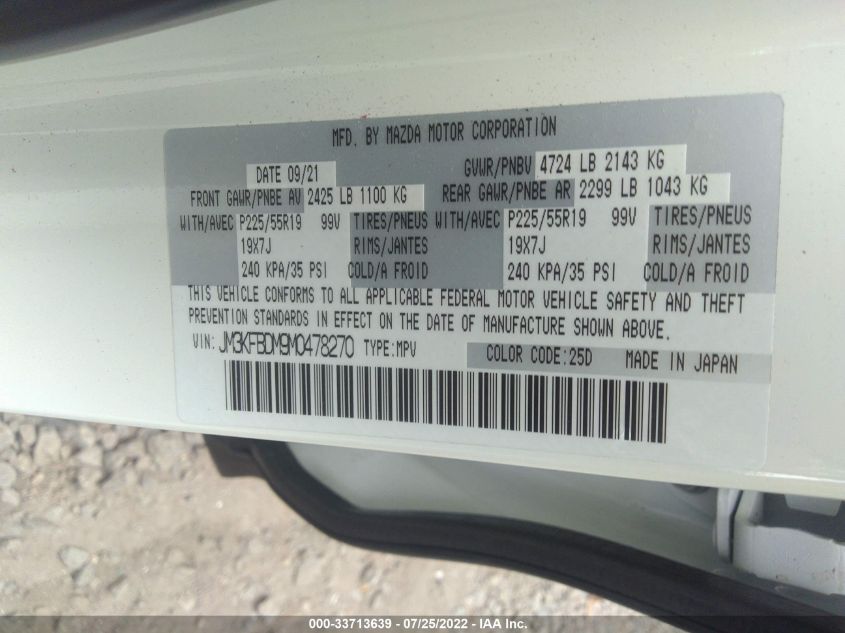 MFD. BY MAZDA MOTOR CORPORATION
DATE 09/21 GVWR/PNBV 4724 LB 2143 KG
FRONT GAWR/PNBE AV 2425 LB 1100 KG REAR GAWR/PNBE AR 2299 LB 1043 KG
WITH/AVEC P225/55R19 99V TIRES/PNEUS WITH/AVEC P225/55R19 99V TIRES/PNEUS
19X7J RIMS/JANTES 19X7J RIMS/JANTES
240 KPA/35 PSI COLD/A FROID 240 KPA/35 PSI COLD/A FROID
THIS VEHICLE CONFORMS TO ALL APPLICABLE FEDERAL MOTOR VEHICLE SAFETY AND THEFT
PREVENTION STANDARDS IN EFFECT ON THE DATE OF MANUFACTURE SHOWN ABOVE.
VIN: JM3KFBDM9M0478270 TYPE:MPV COLOR CODE:25D MADE IN JAPAN
000-33713639 - 07/25/2022 - IAA Inc.